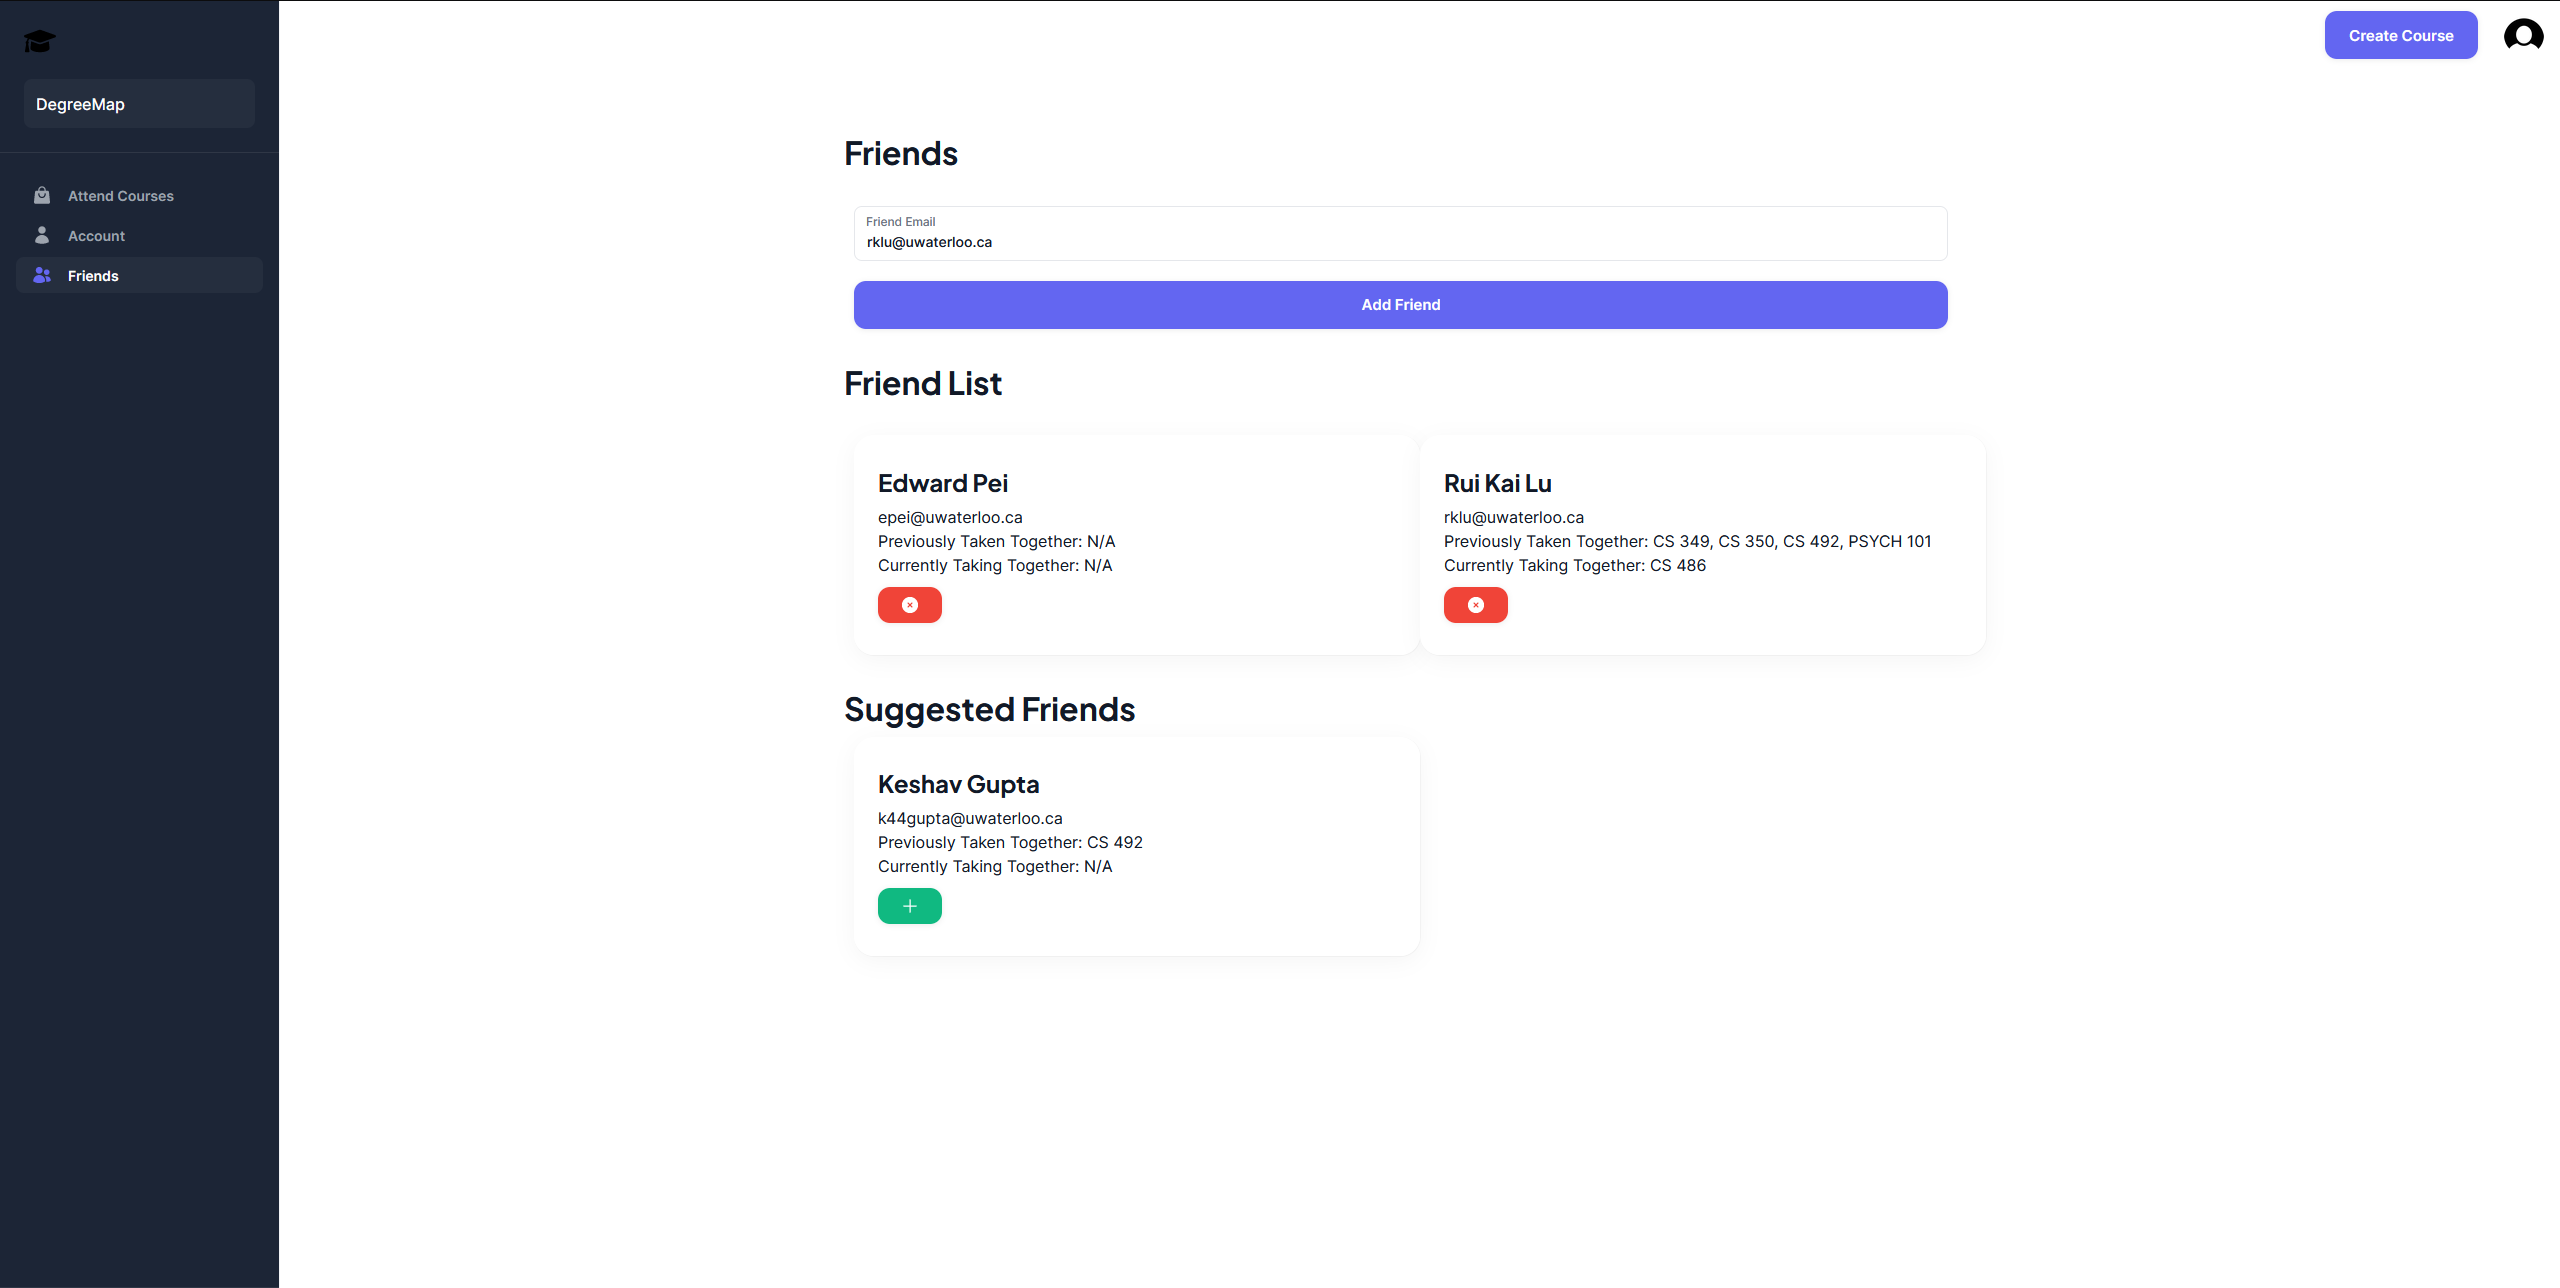 Create Course
DegreeMap
Attend Courses
Account
Friends
Friends
Friend Email
rklu@uwaterloo.ca
Add Friend
Friend List
Edward Pei
epei@uwaterloo.ca
Previously Taken Together: N/A
Currently Taking Together: N/A
Rui Kai Lu
rklu@uwaterloo.ca
Previously Taken Together: CS 349, CS 350, CS 492, PSYCH 101
Currently Taking Together: CS 486
Suggested Friends
Keshav Gupta
k44gupta@uwaterloo.ca
Previously Taken Together: CS 492
Currently Taking Together: N/A